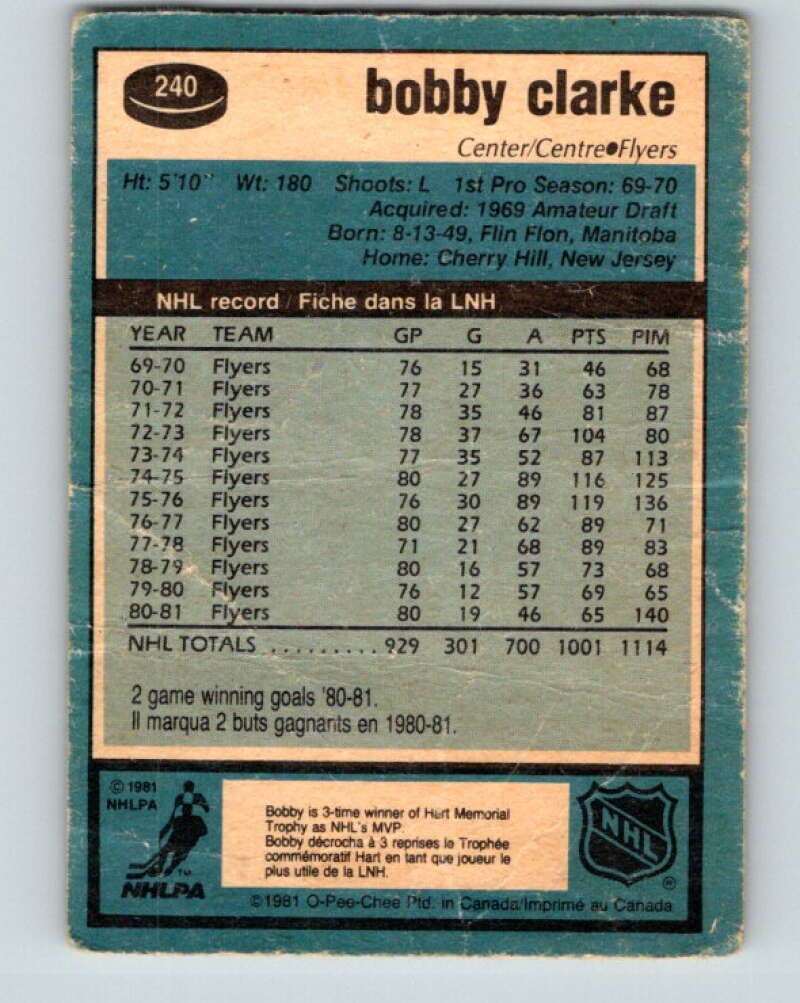 240
bobby clarke
Center/Centre●Flyers
Ht: 5'10" Wt: 180 Shoots: L 1st Pro Season: 69-70
Acquired: 1969 Amateur Draft
Born: 8-13-49, Flin Flon, Manitoba
Home: Cherry Hill, New Jersey
NHL record / Fiche dans la LNH
YEAR TEAM GP G A PTS PIM
69-70 Flyers 76 15 31 46 68
70-71 Flyers 77 27 36 63 78
71-72 Flyers 78 35 46 81 87
72-73 Flyers 78 37 67 104 80
73-74 Flyers 77 35 52 87 113
74-75 Flyers 80 27 89 116 125
75-76 Flyers 76 30 89 119 136
76-77 Flyers 80 27 62 89 71
77-78 Flyers 71 21 68 89 83
78-79 Flyers 80 16 57 73 68
79-80 Flyers 76 12 57 69 65
80-81 Flyers 80 19 46 65 140
NHL TOTALS .......... 929 301 700 1001 1114
2 game winning goals '80-81.
Il marqua 2 buts gagnants en 1980-81.
© 1981
NHLPA
TM
NHLPA
Bobby is 3-time winner of Hart Memorial
Trophy as NHL's MVP.
Bobby décrocha à 3 reprises le Trophée
commémoratif Hart en tant que joueur le
plus utile de la LNH.
NHL
®
©1981 O-Pee-Chee Ptd. in Canada/Imprimé au Canada